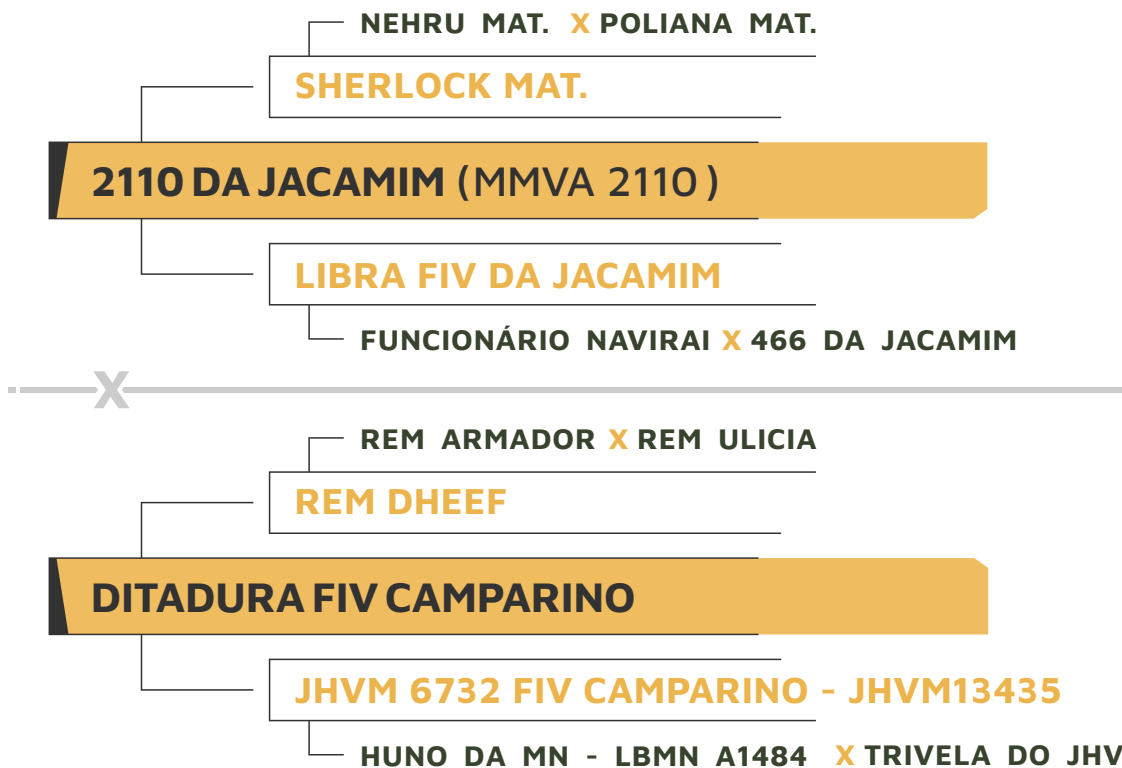 NEHRU MAT. X POLIANA MAT.
SHERLOCK MAT.
2110 DA JACAMIM (MMVA 2110 )
LIBRA FIV DA JACAMIM
FUNCIONÁRIO NAVIRAI X 466 DA JACAMIM
X
REM ARMADOR X REM ULICIA
REM DHEEF
DITADURA FIV CAMPARINO
JHVM 6732 FIV CAMPARINO - JHVM13435
HUNO DA MN - LBMN A1484 X TRIVELA DO JHV